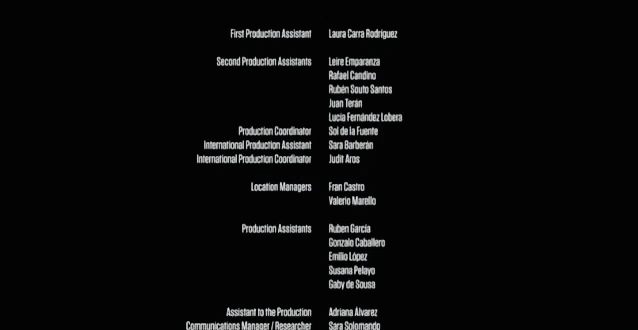 First Production Assistant Laura Carra Rodríguez
Second Production Assistants Leire Emparanza
Rafael Candino
Rubén Souto Santos
Juan Terán
Lucía Fernández Lobera
Production Coordinator Sol de la Fuente
International Production Assistant Sara Barberán
International Production Coordinator Judit Aros
Location Managers Fran Castro
Valerio Marello
Production Assistants Ruben García
Gonzalo Caballero
Emilio López
Susana Pelayo
Gaby de Sousa
Assistant to the Production Adriana Álvarez
Communications Manager / Researcher Sara Solomando